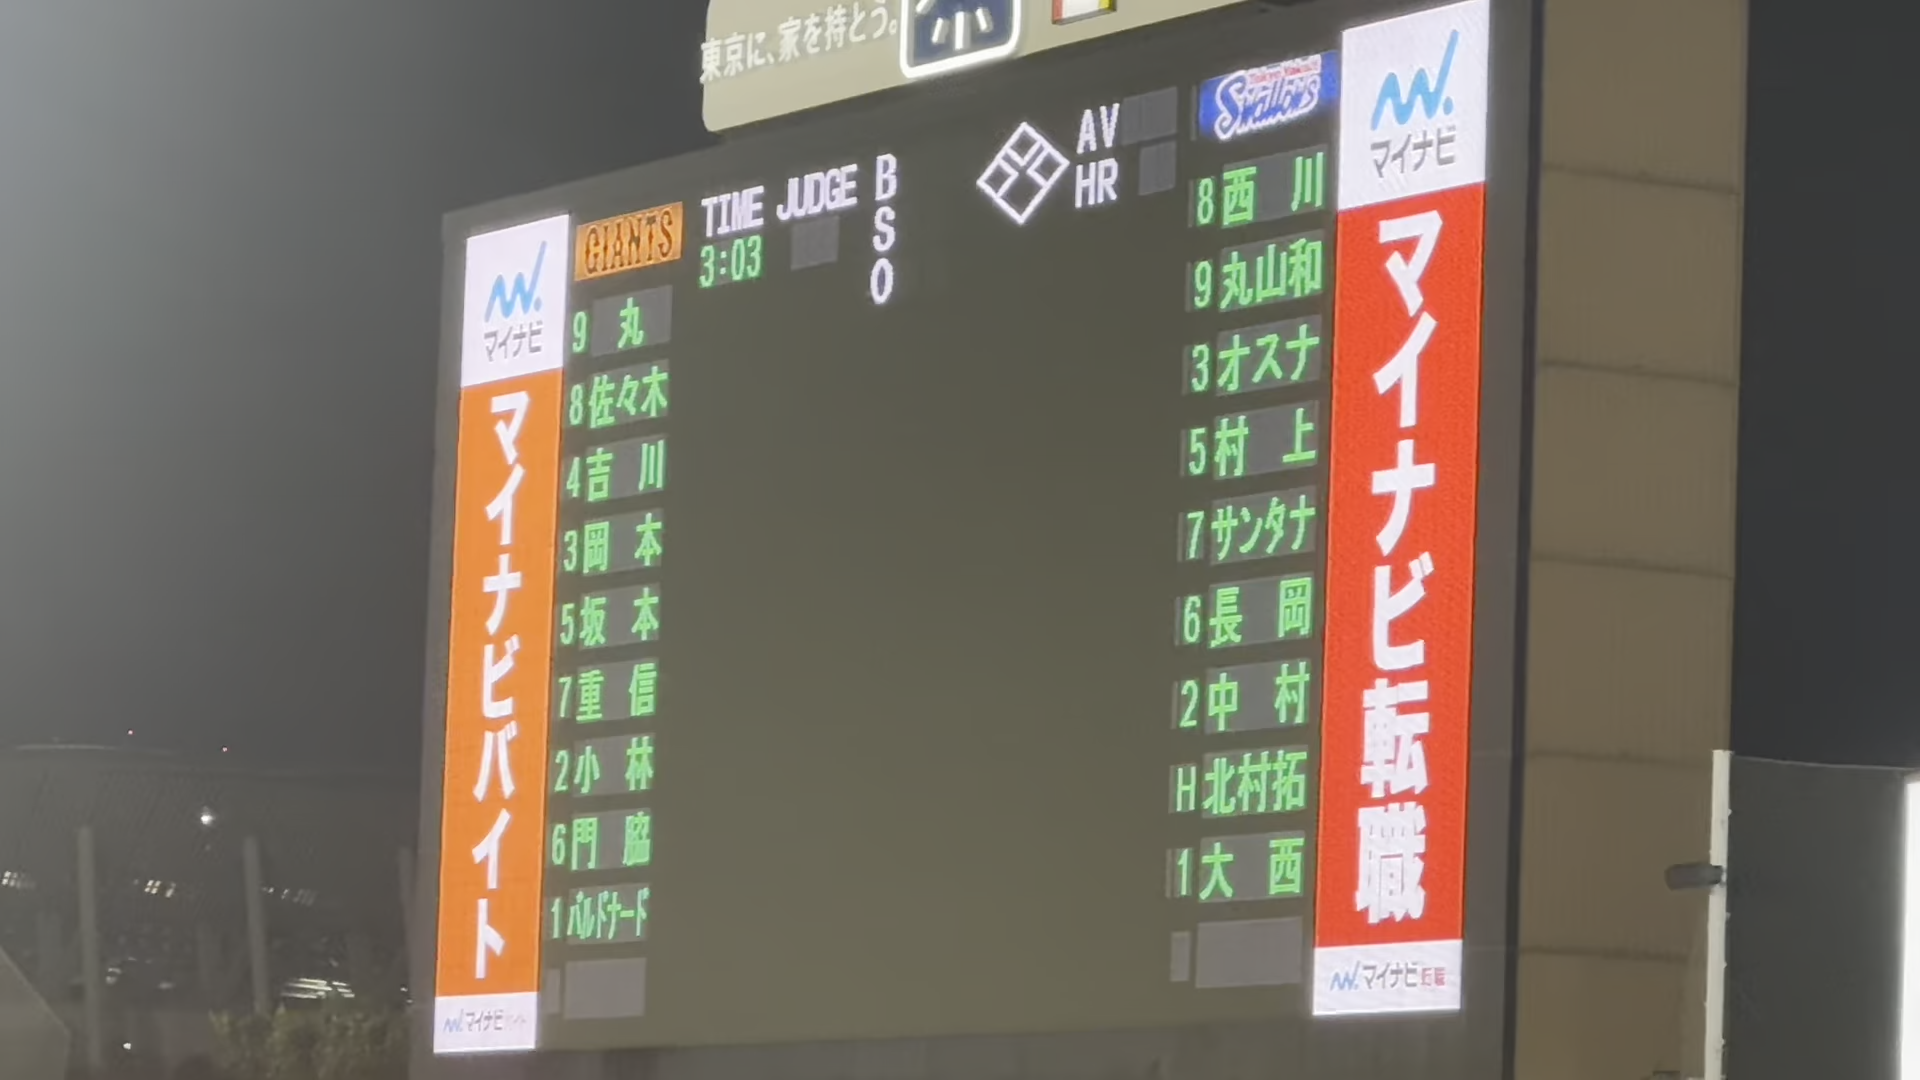 東京に、家を持とう。
GIANTS
TIME
3:03
JUDGE
B
S
O
AV
HR
Tokyo Yakult
Swallows
マイナビ
マイナビバイト
マイナビバイト
9 丸
8 佐々木
4 吉川
3 岡本
5 坂本
7 重信
2 小林
6 門脇
1 バルドナード
8 西川
9 丸山和
3 オスナ
5 村上
7 サンタナ
6 長岡
2 中村
H 北村拓
1 大西
マイナビ
マイナビ転職
マイナビ転職